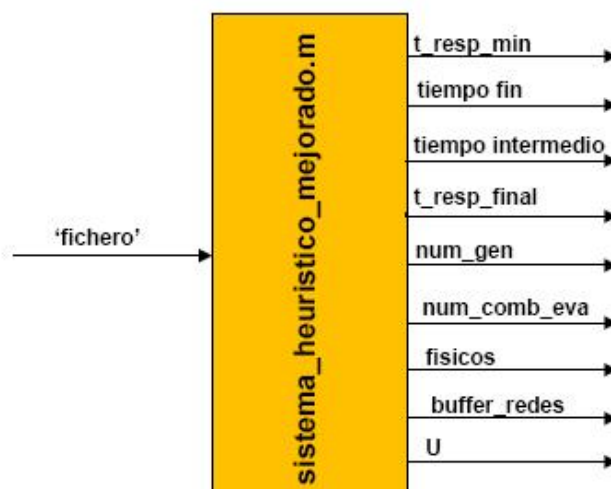 ‘fichero’
sistema_heuristico_mejorado.m
t_resp_min
tiempo fin
tiempo intermedio
t_resp_final
num_gen
num_comb_eva
fisicos
buffer_redes
U